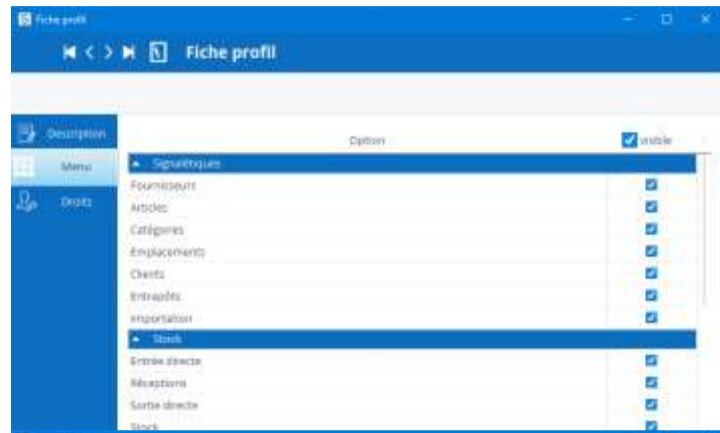 Fiche profil
Fiche profil
Description
Menu
Droits
Option visible
Signalétiques
Fournisseurs
Articles
Catégories
Emplacements
Clients
Entrepôts
Importation
Stock
Entrée directe
Réceptions
Sortie directe
Stock